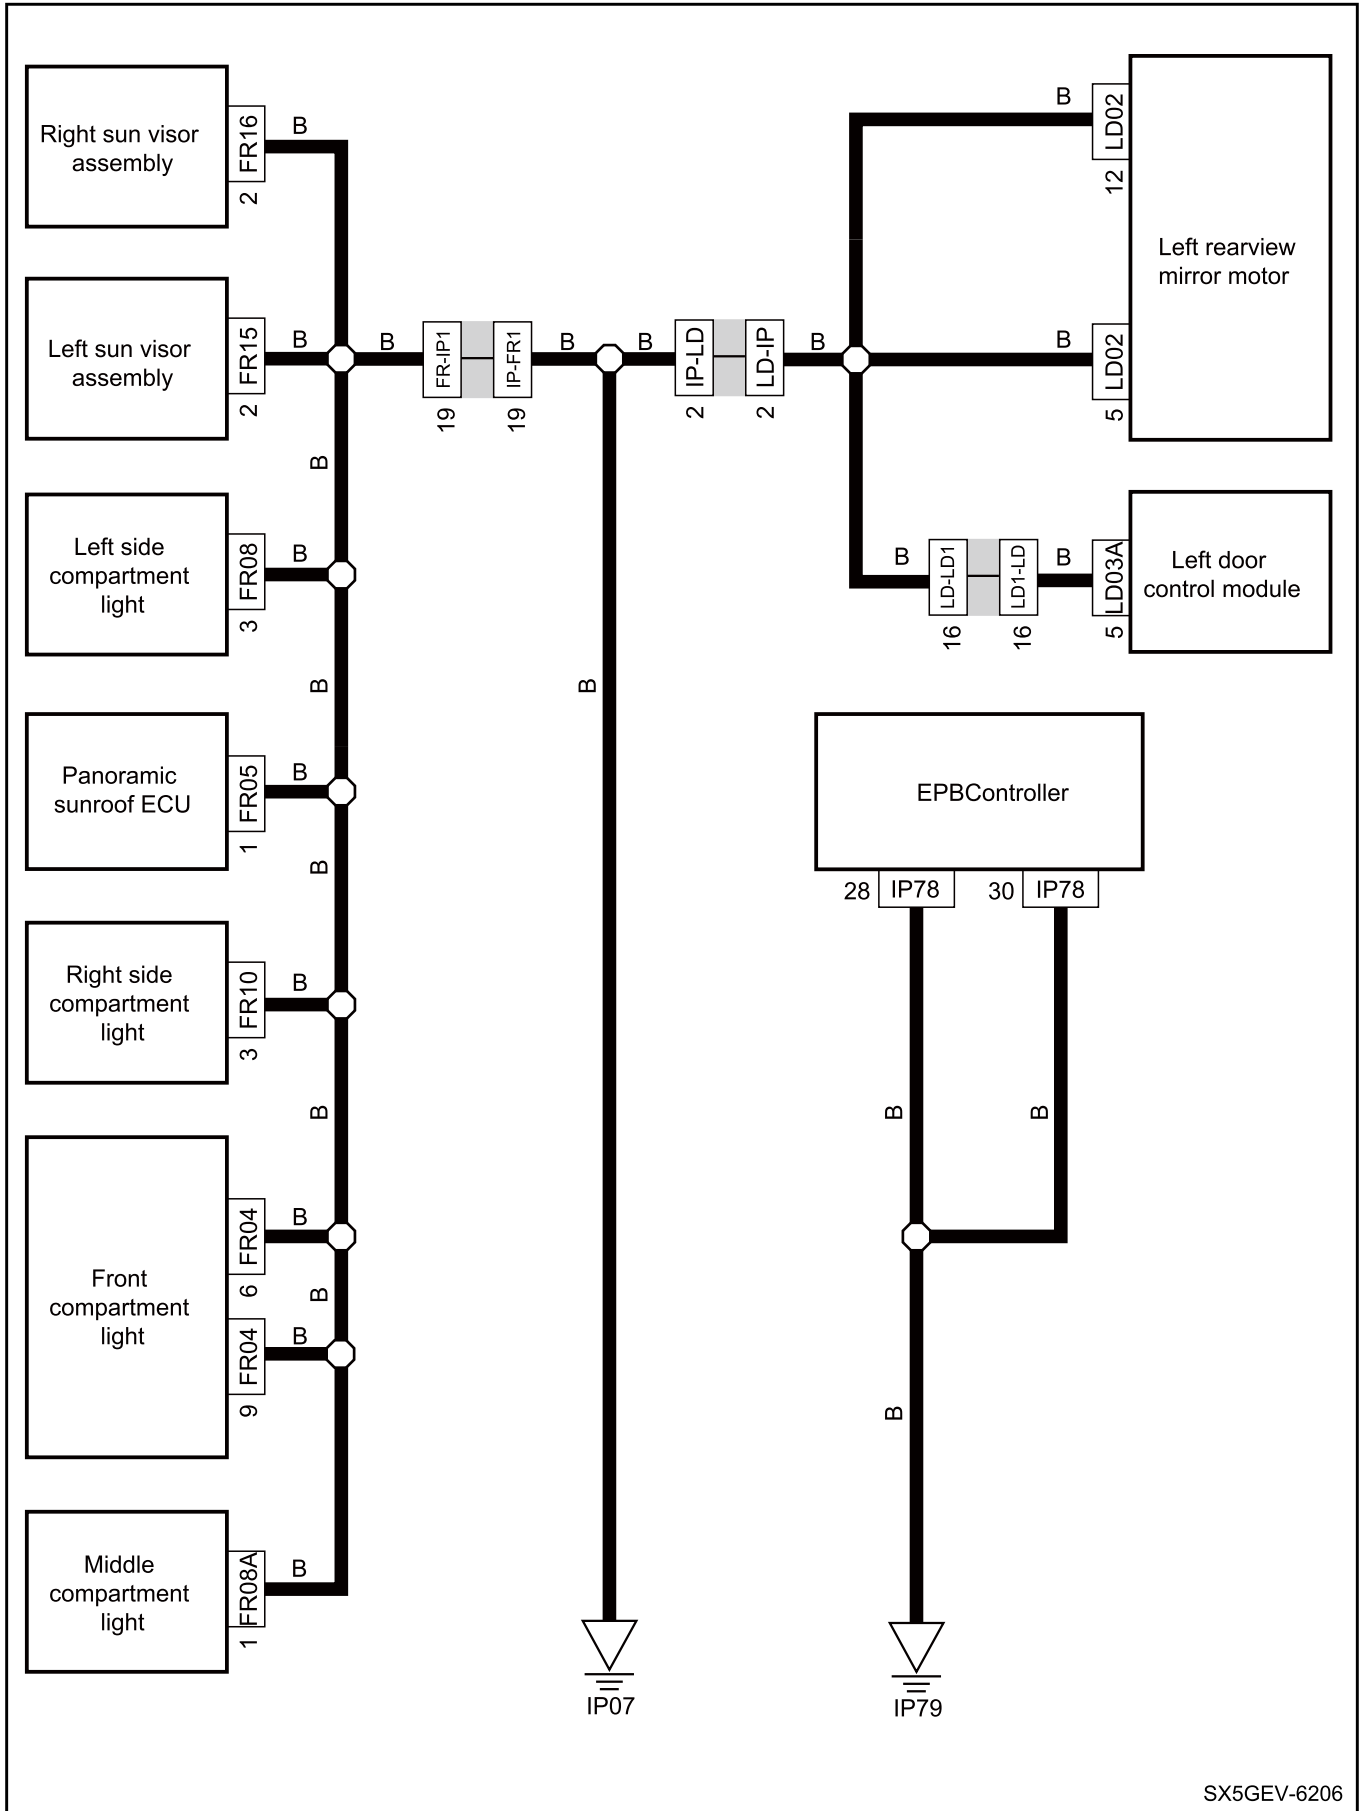 Right sun visor
assembly
FR16
2
B
Left sun visor
assembly
FR15
2
B
B
FR-IP1
19
IP-FR1
19
B
B
IP-LD
2
LD-IP
2
B
B
LD02
12
B
LD02
5
Left rearview
mirror motor
B
Left side
compartment
light
FR08
3
B
B
LD-LD1
16
LD1-LD
16
B
LD03A
5
Left door
control module
B
B
Panoramic
sunroof ECU
FR05
1
B
B
EPBController
28
IP78
30
IP78
Right side
compartment
light
FR10
3
B
B
B
B
Front
compartment
light
FR04
6
B
B
FR04
9
B
B
Middle
compartment
light
FR08A
1
B
IP07
IP79
SX5GEV-6206